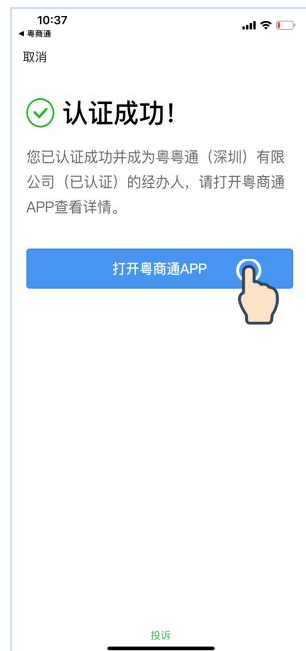 10:37
◀ 粤商通
取消
认证成功！
您已认证成功并成为粤粤通（深圳）有限
公司（已认证）的经办人，请打开粤商通
APP查看详情。
打开粤商通APP
投诉